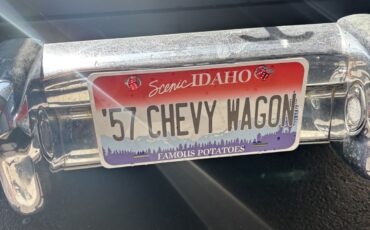 Scenic IDAHO
'57 CHEVY WAGON
FAMOUS POTATOES